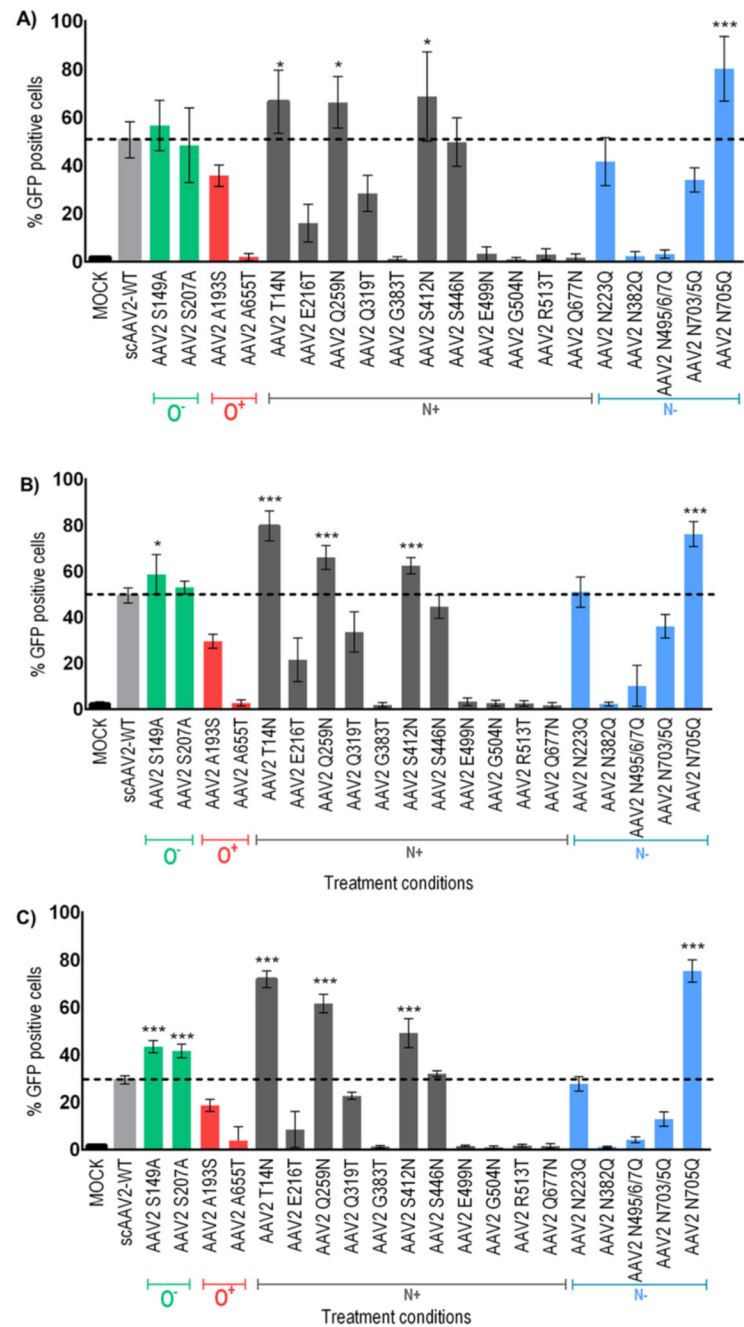 A)
% GFP positive cells
100
80
60
40
20
0
* * * ***
MOCK
scAAV2-WT
AAV2 S149A
AAV2 S207A
AAV2 A193S
AAV2 A655T
AAV2 T14N
AAV2 E216T
AAV2 Q259N
AAV2 Q319T
AAV2 G383T
AAV2 S412N
AAV2 S446N
AAV2 E499N
AAV2 G504N
AAV2 R513T
AAV2 Q677N
AAV2 N223Q
AAV2 N382Q
AAV2 N495/6/7Q
AAV2 N703/5Q
AAV2 N705Q
O- O+ N+ N-
B)
% GFP positive cells
100
80
60
40
20
0
* *** *** *** ***
MOCK
scAAV2-WT
AAV2 S149A
AAV2 S207A
AAV2 A193S
AAV2 A655T
AAV2 T14N
AAV2 E216T
AAV2 Q259N
AAV2 Q319T
AAV2 G383T
AAV2 S412N
AAV2 S446N
AAV2 E499N
AAV2 G504N
AAV2 R513T
AAV2 Q677N
AAV2 N223Q
AAV2 N382Q
AAV2 N495/6/7Q
AAV2 N703/5Q
AAV2 N705Q
O- O+ N+ N-
Treatment conditions
C)
% GFP positive cells
100
80
60
40
20
0
*** *** *** *** *** ***
MOCK
scAAV2-WT
AAV2 S149A
AAV2 S207A
AAV2 A193S
AAV2 A655T
AAV2 T14N
AAV2 E216T
AAV2 Q259N
AAV2 Q319T
AAV2 G383T
AAV2 S412N
AAV2 S446N
AAV2 E499N
AAV2 G504N
AAV2 R513T
AAV2 Q677N
AAV2 N223Q
AAV2 N382Q
AAV2 N495/6/7Q
AAV2 N703/5Q
AAV2 N705Q
O- O+ N+ N-
Treatment conditions